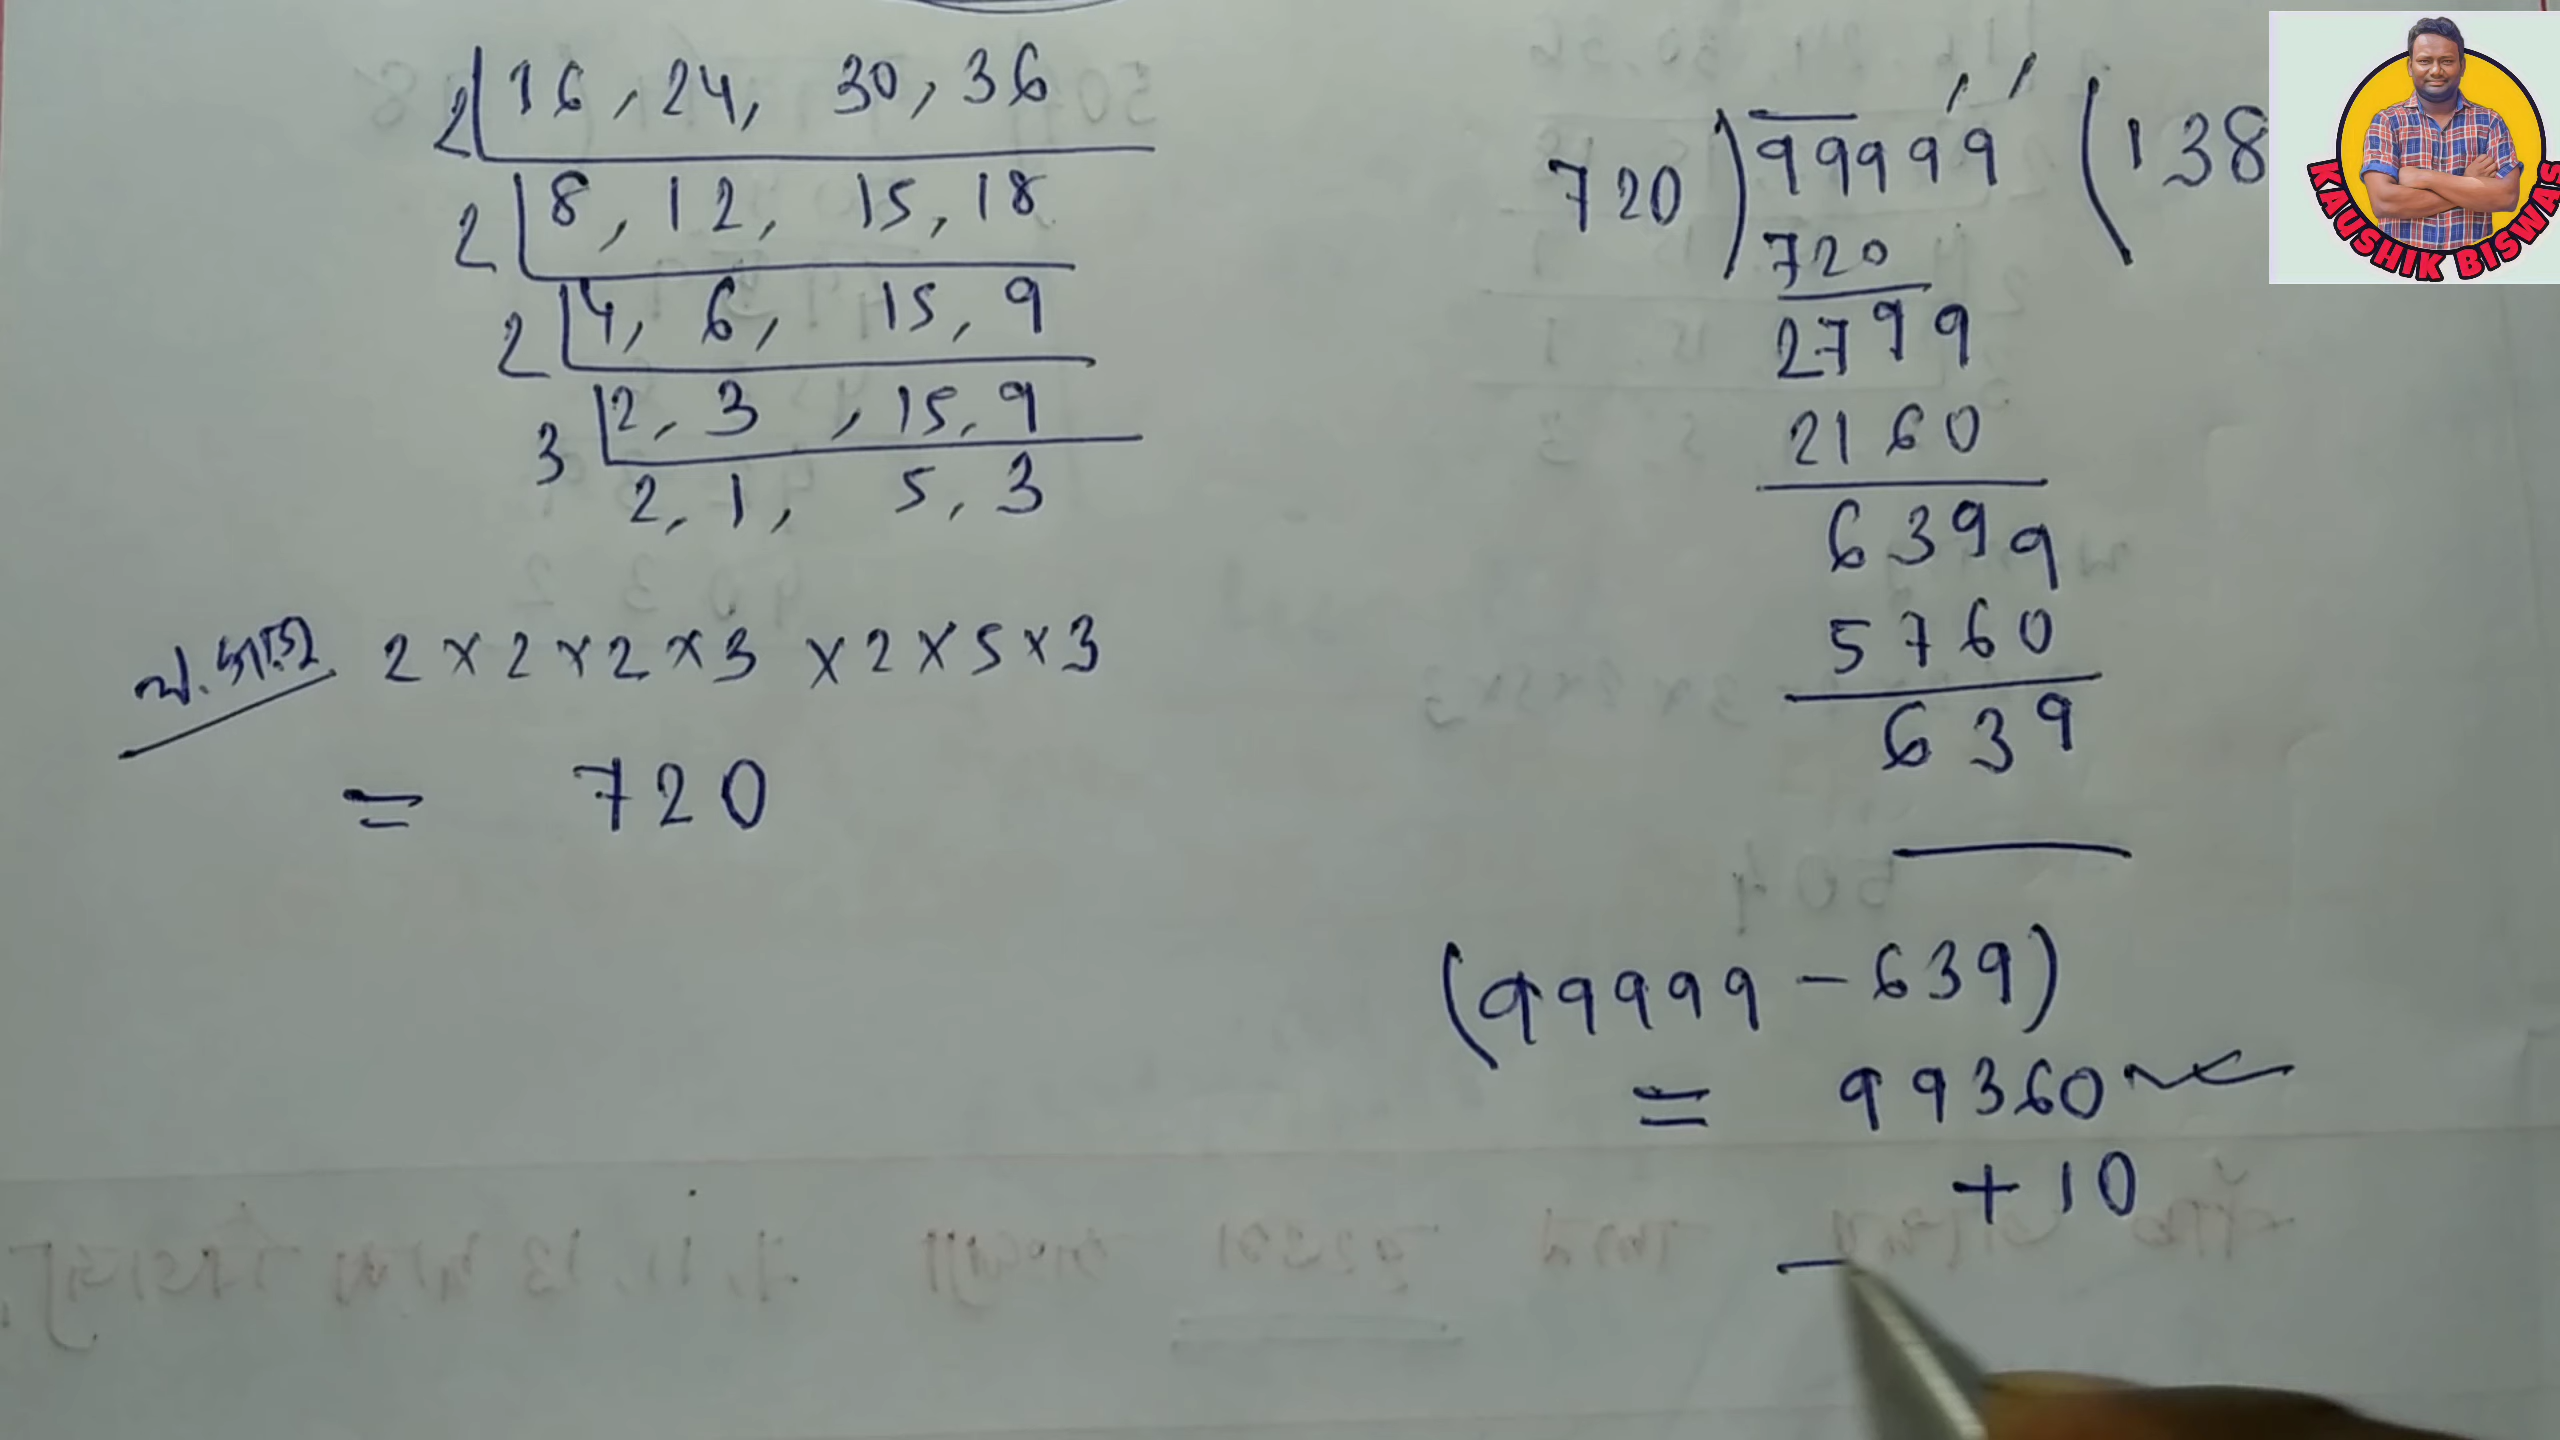 2 16, 24, 30, 36
2 8, 12, 15, 18
2 4, 6, 15, 9
3 2, 3, 15, 9
2, 1, 5, 3
ল. সাগু 2 × 2 × 2 × 3 × 2 × 5 × 3
= 720
720 ) 99999 ( 138
720
2799
2160
6399
5760
639
(99999 - 639)
= 99360
+ 10
KAUSHIK BISWAS